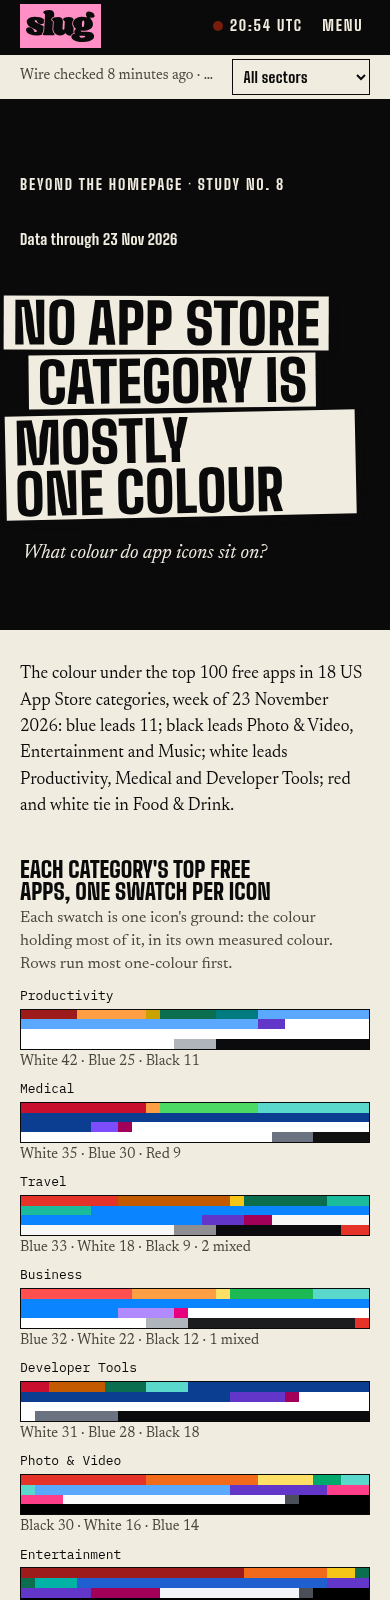 slug
20:54 UTC MENU
Wire checked 8 minutes ago · ...
All sectors
BEYOND THE HOMEPAGE · STUDY NO. 8
Data through 23 Nov 2026
NO APP STORE
CATEGORY IS
MOSTLY
ONE COLOUR
What colour do app icons sit on?
The colour under the top 100 free apps in 18 US
App Store categories, week of 23 November
2026: blue leads 11; black leads Photo & Video,
Entertainment and Music; white leads
Productivity, Medical and Developer Tools; red
and white tie in Food & Drink.
EACH CATEGORY'S TOP FREE
APPS, ONE SWATCH PER ICON
Each swatch is one icon's ground: the colour
holding most of it, in its own measured colour.
Rows run most one-colour first.
Productivity
White 42 · Blue 25 · Black 11
Medical
White 35 · Blue 30 · Red 9
Travel
Blue 33 · White 18 · Black 9 · 2 mixed
Business
Blue 32 · White 22 · Black 12 · 1 mixed
Developer Tools
White 31 · Blue 28 · Black 18
Photo & Video
Black 30 · White 16 · Blue 14
Entertainment